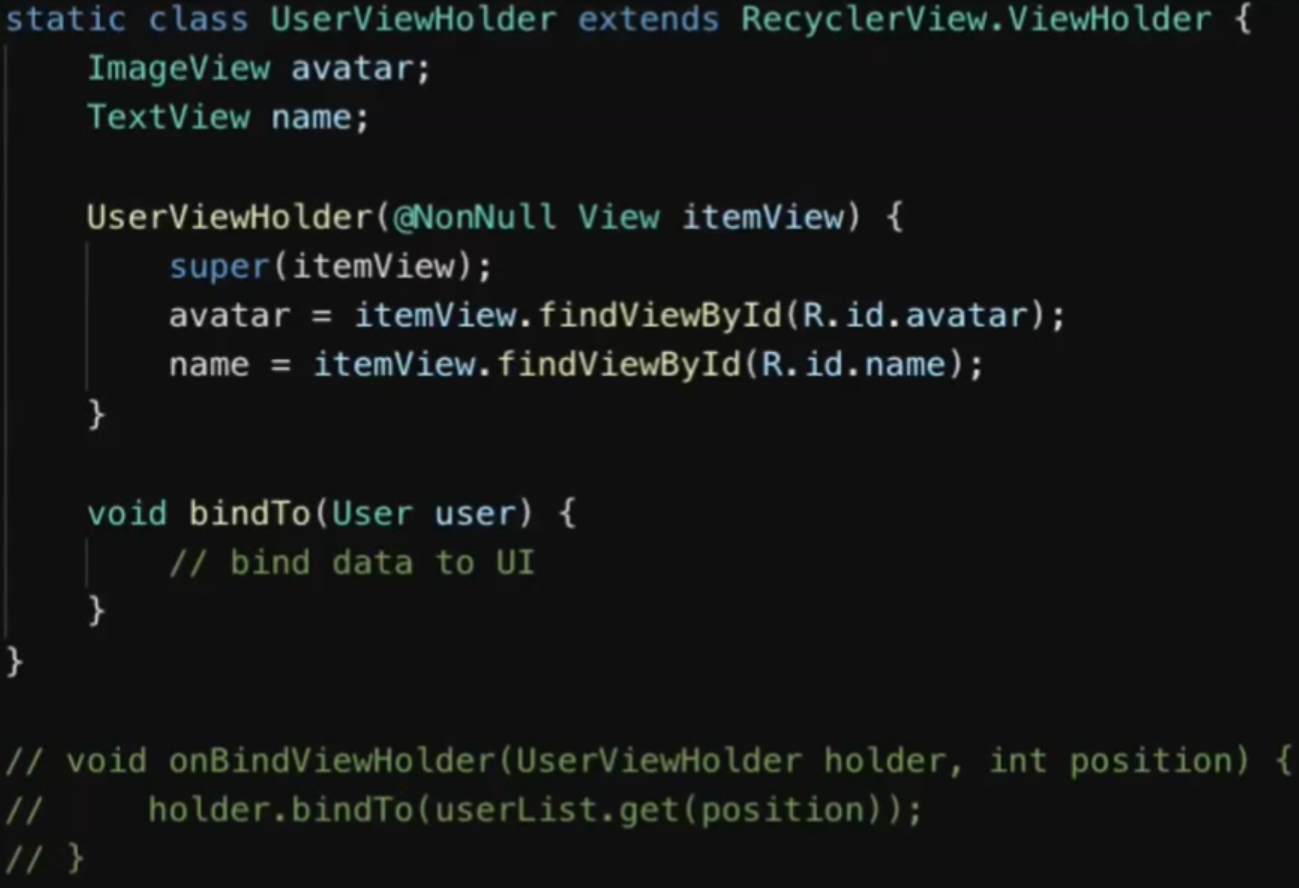 static class UserViewHolder extends RecyclerView.ViewHolder {
    ImageView avatar;
    TextView name;

    UserViewHolder(@NonNull View itemView) {
        super(itemView);
        avatar = itemView.findViewById(R.id.avatar);
        name = itemView.findViewById(R.id.name);
    }

    void bindTo(User user) {
        // bind data to UI
    }
}

// void onBindViewHolder(UserViewHolder holder, int position) {
//     holder.bindTo(userList.get(position));
// }